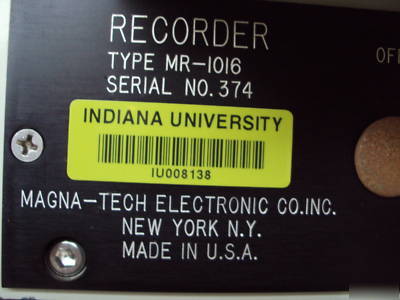 RECORDER
TYPE MR-1016
SERIAL NO. 374
OF
INDIANA UNIVERSITY
IU008138
MAGNA-TECH ELECTRONIC CO.INC.
NEW YORK N.Y.
MADE IN U.S.A.